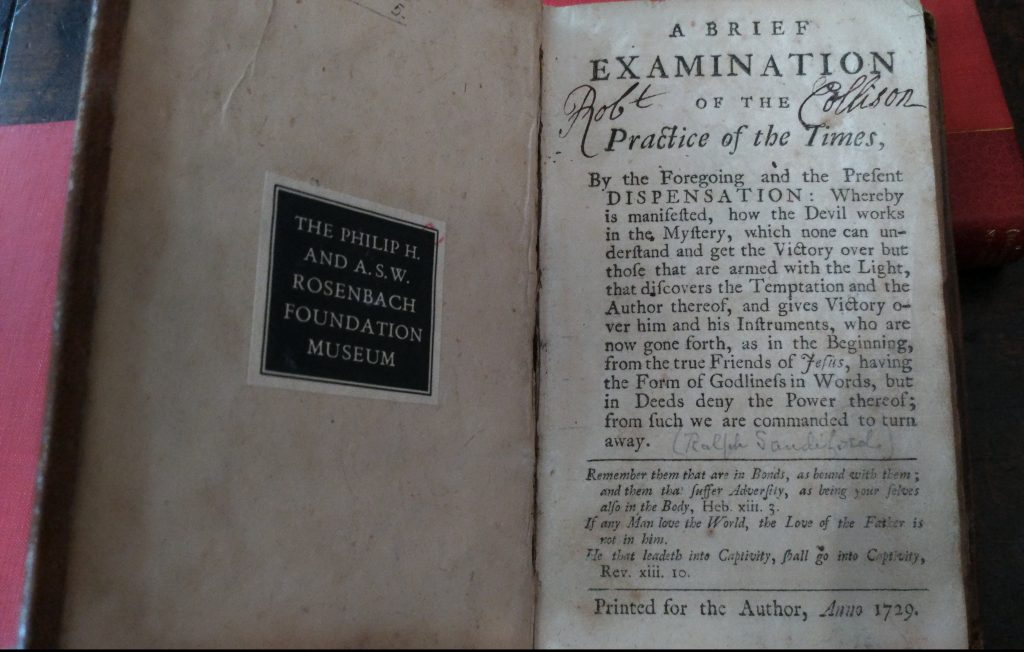 5.
THE PHILIP H.
AND A. S. W.
ROSENBACH
FOUNDATION
MUSEUM
A BRIEF
EXAMINATION
Robt OF THE Collison
Practice of the Times,
By the Foregoing and the Preſent
DISPENSATION: Whereby
is manifeſted, how the Devil works
in the Myſtery, which none can un-
derſtand and get the Victory over but
thoſe that are armed with the Light,
that diſcovers the Temptation and the
Author thereof, and gives Victory o-
ver him and his Inſtruments, who are
now gone forth, as in the Beginning,
from the true Friends of Jeſus, having
the Form of Godlineſs in Words, but
in Deeds deny the Power thereof;
from ſuch we are commanded to turn
away. (Ralph Sandiford)
Remember them that are in Bonds, as bound with them;
and them that ſuffer Adverſity, as being your ſelves
alſo in the Body, Heb. xiii. 3.
If any Man love the World, the Love of the Father is
not in him.
He that leadeth into Captivity, ſhall go into Captivity,
Rev. xiii. 10.
Printed for the Author, Anno 1729.